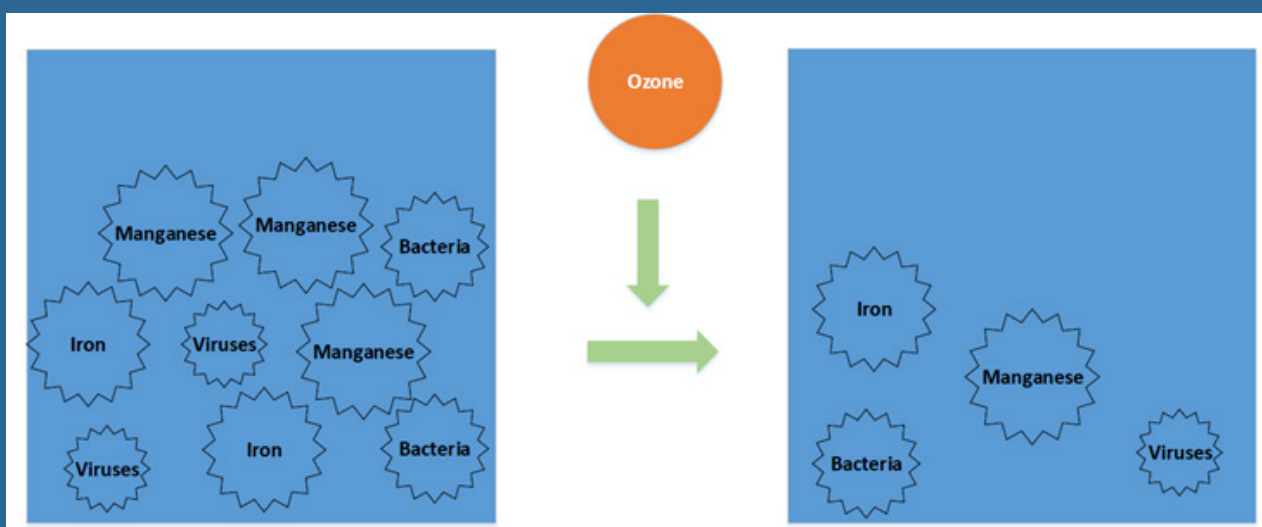 Ozone
Manganese
Manganese
Bacteria
Iron
Viruses
Manganese
Viruses
Iron
Bacteria
Iron
Manganese
Bacteria
Viruses